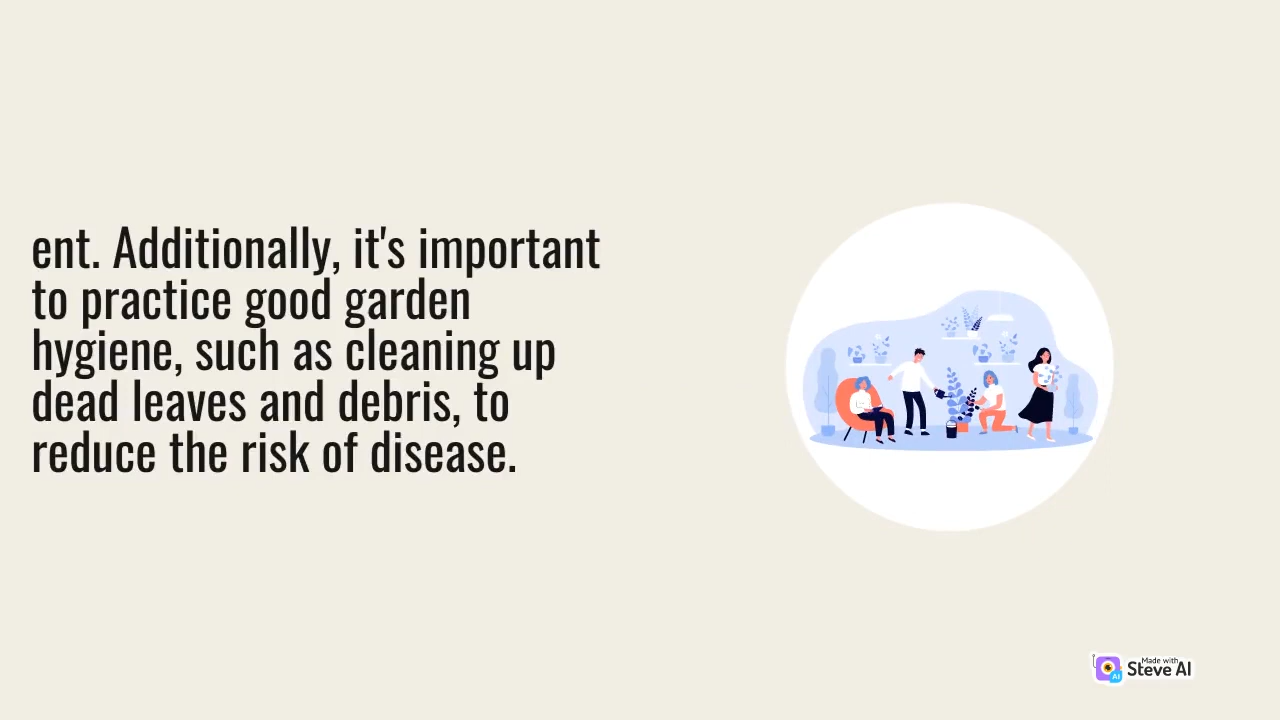 ent. Additionally, it's important
to practice good garden
hygiene, such as cleaning up
dead leaves and debris, to
reduce the risk of disease.
Made with
Steve AI
AI